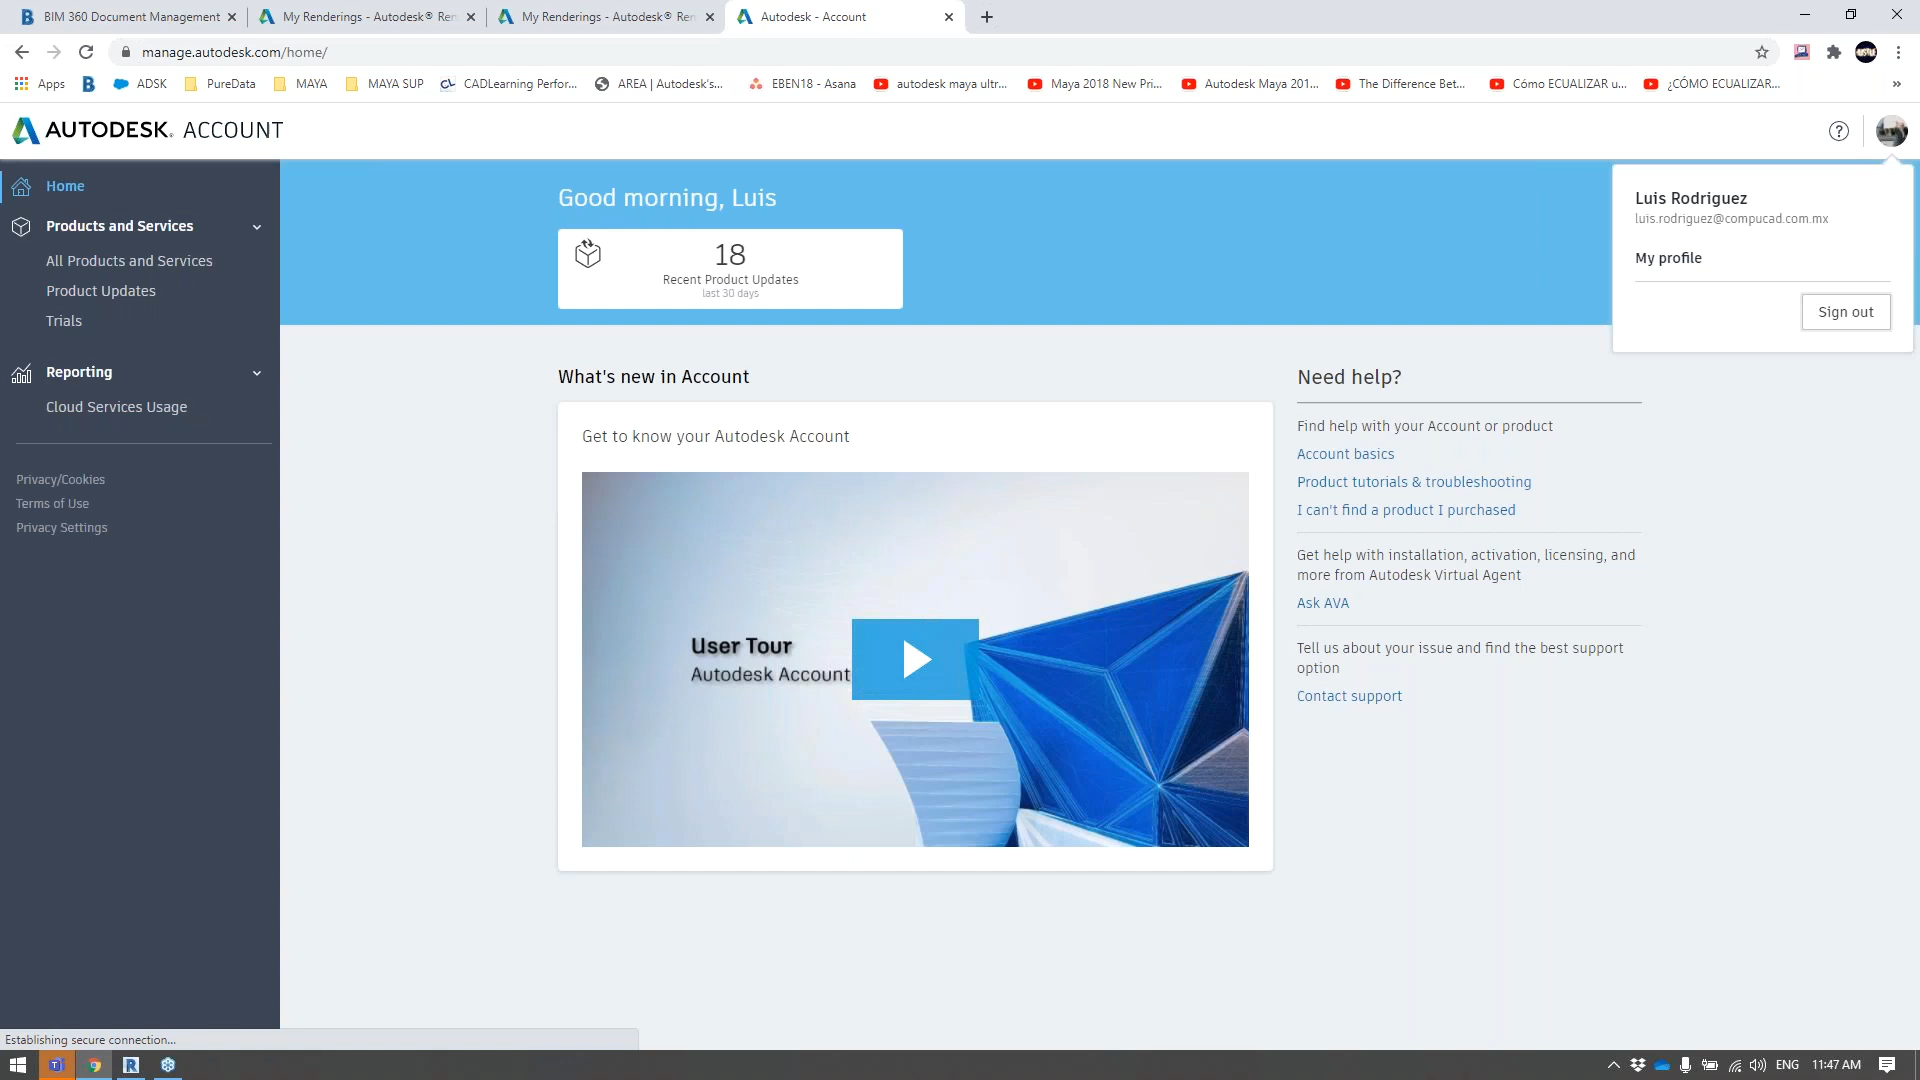 BIM 360 Document Management
My Renderings - Autodesk® Ren
My Renderings - Autodesk® Ren
Autodesk - Account
manage.autodesk.com/home/
Apps
ADSK
PureData
MAYA
MAYA SUP
CADLearning Perfor...
AREA | Autodesk's...
EBEN18 - Asana
autodesk maya ultr...
Maya 2018 New Pri...
Autodesk Maya 201...
The Difference Bet...
Cómo ECUALIZAR u...
¿CÓMO ECUALIZAR...
»
AUTODESK® ACCOUNT
Home
Products and Services
All Products and Services
Product Updates
Trials
Reporting
Cloud Services Usage
Privacy/Cookies
Terms of Use
Privacy Settings
Good morning, Luis
18
Recent Product Updates
last 30 days
Luis Rodriguez
luis.rodriguez@compucad.com.mx
My profile
Sign out
What's new in Account
Get to know your Autodesk Account
User Tour
Autodesk Account
Need help?
Find help with your Account or product
Account basics
Product tutorials & troubleshooting
I can't find a product I purchased
Get help with installation, activation, licensing, and
more from Autodesk Virtual Agent
Ask AVA
Tell us about your issue and find the best support
option
Contact support
Establishing secure connection...
ENG
11:47 AM